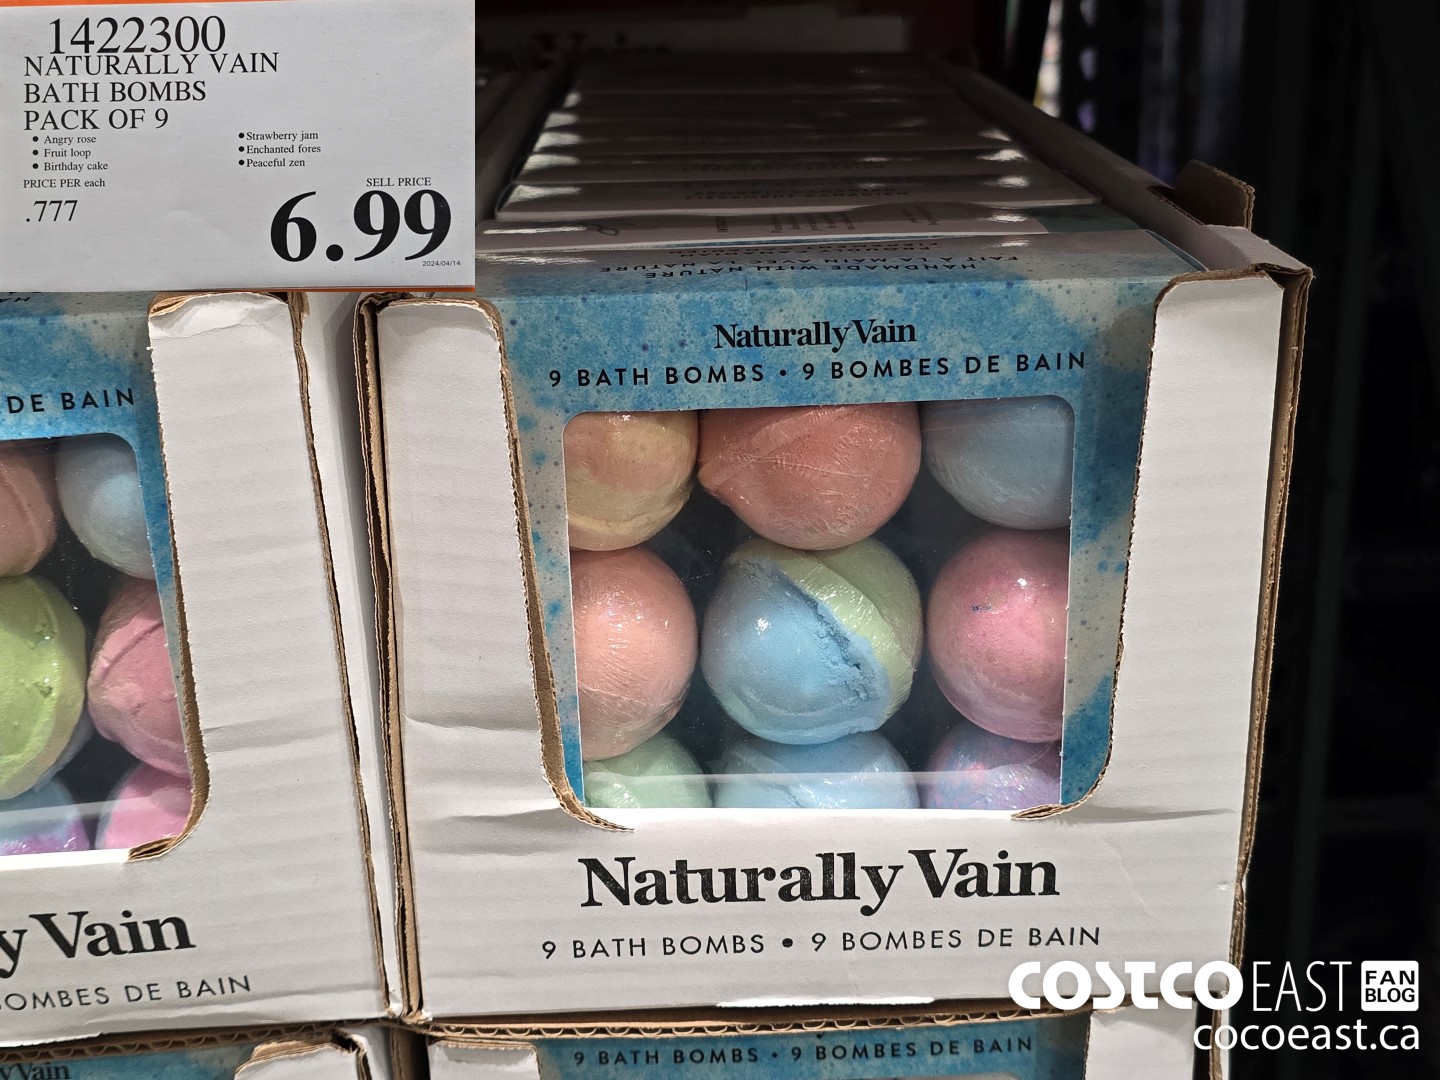 1422300
NATURALLY VAIN
BATH BOMBS
PACK OF 9
• Angry rose
• Fruit loop
• Birthday cake
• Strawberry jam
• Enchanted fores
• Peaceful zen
PRICE PER each
.777
SELL PRICE
6.99
2024/04/14
HANDMADE WITH NATURE
FAIT À LA MAIN AVEC LA NATURE
Naturally Vain
9 BATH BOMBS • 9 BOMBES DE BAIN
DE BAIN
Naturally Vain
9 BATH BOMBS • 9 BOMBES DE BAIN
y Vain
OMBES DE BAIN
9 BATH BOMBS • 9 BOMBES DE BAIN
y Vain
COSTCO EAST FAN BLOG
cocoeast.ca